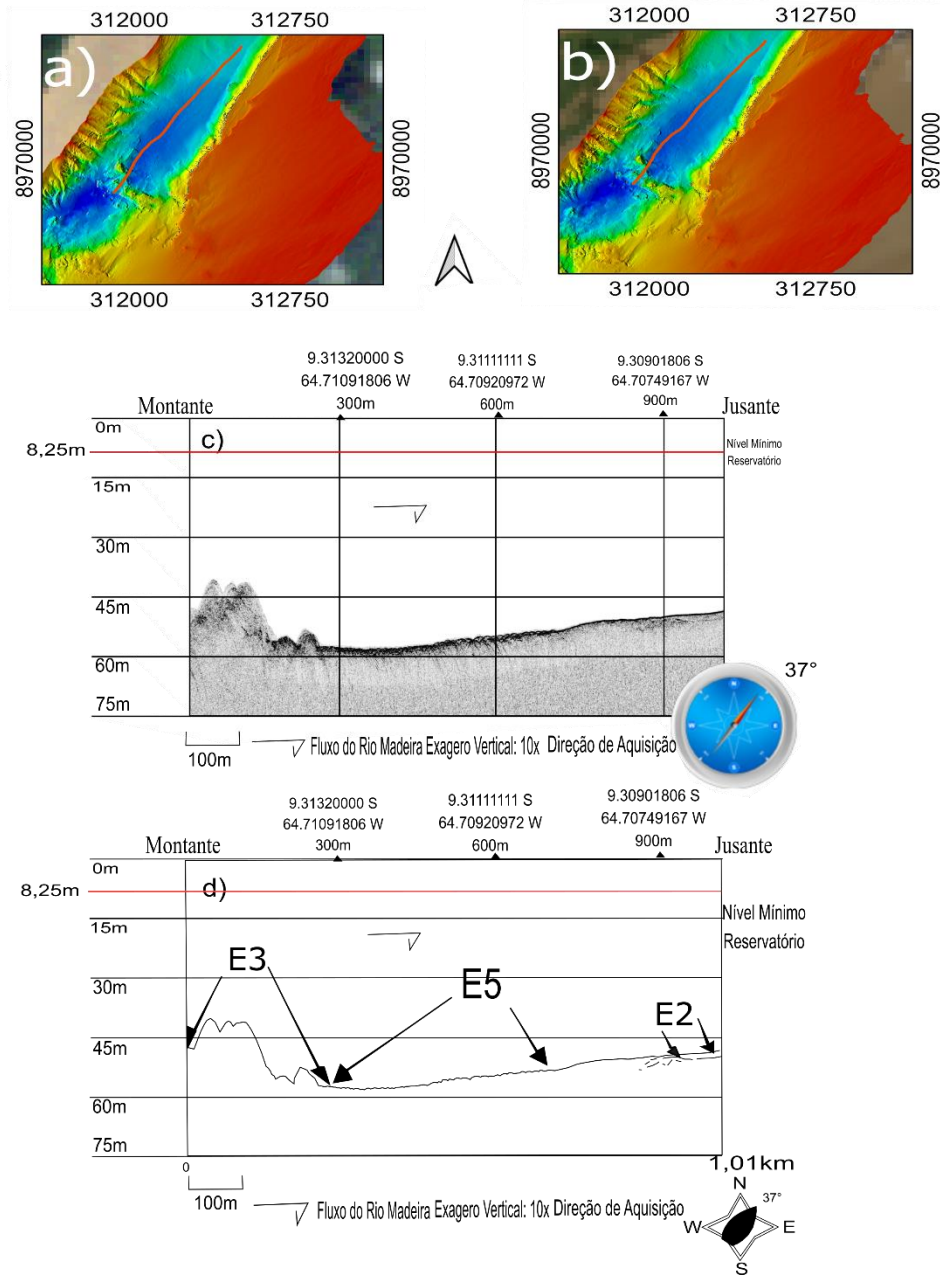 312000 312750
312000 312750
a)
b)
8970000
8970000
8970000
8970000
312000 312750
312000 312750
9.31320000 S 9.31111111 S 9.30901806 S
64.71091806 W 64.70920972 W 64.70749167 W
Montante 300m 600m 900m Jusante
0m
c)
8,25m
Nível Mínimo
Reservatório
15m
30m
45m
60m
75m
37°
100m
Fluxo do Rio Madeira Exagero Vertical: 10x Direção de Aquisição
9.31320000 S 9.31111111 S 9.30901806 S
64.71091806 W 64.70920972 W 64.70749167 W
Montante 300m 600m 900m Jusante
0m
8,25m
d)
15m
Nível Mínimo
Reservatório
E3
E5
30m
E2
45m
60m
75m
0
1,01km
100m
Fluxo do Rio Madeira Exagero Vertical: 10x Direção de Aquisição
N
37°
W E
S